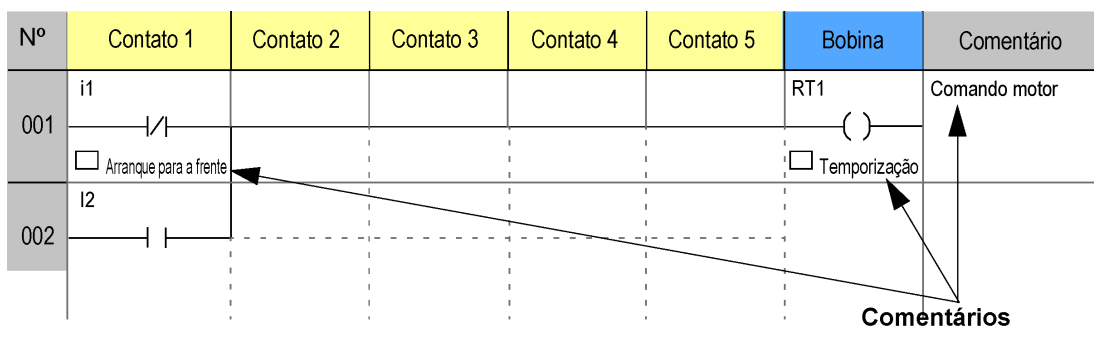 Nº Contato 1 Contato 2 Contato 3 Contato 4 Contato 5 Bobina Comentário
i1 RT1 Comando motor
001
Arranque para a frente Temporização
I2
002
Comentários